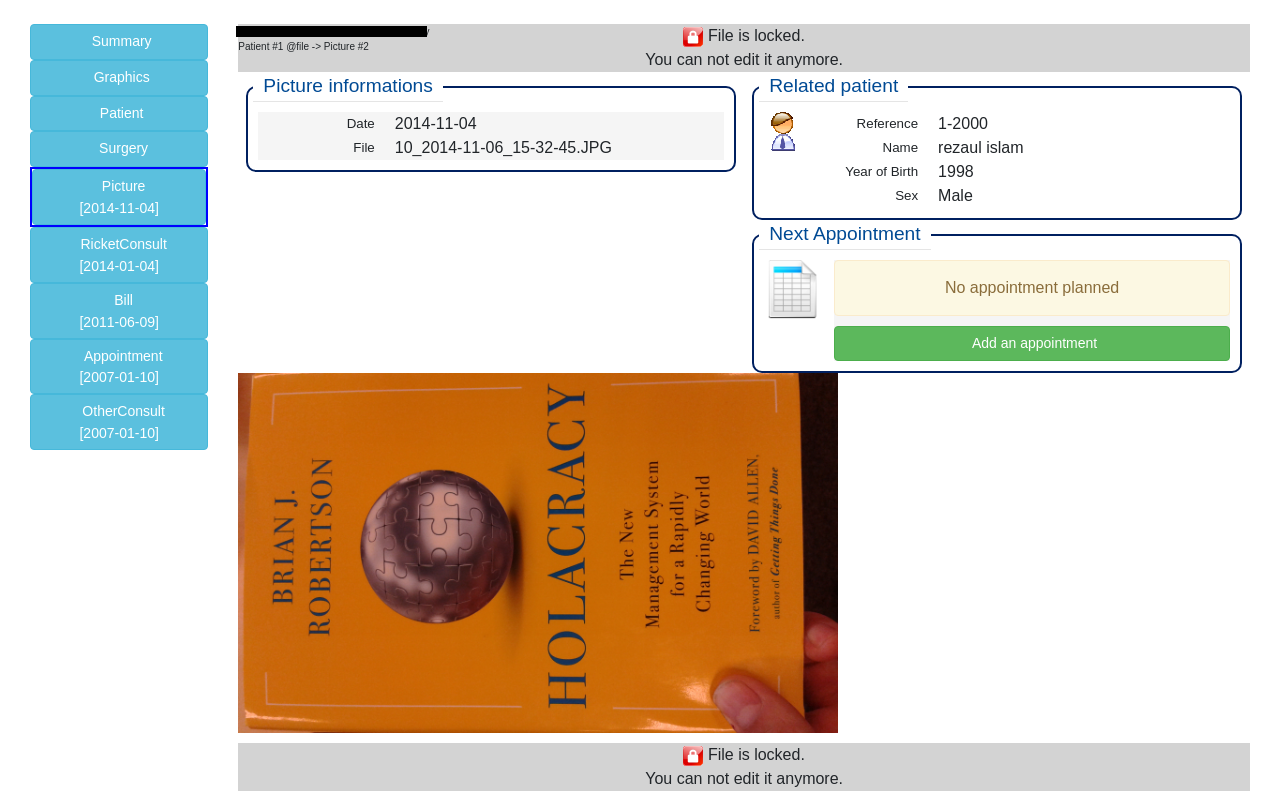 Summary
Graphics
Patient
Surgery
Picture
[2014-11-04]
RicketConsult
[2014-01-04]
Bill
[2011-06-09]
Appointment
[2007-01-10]
OtherConsult
[2007-01-10]
Patient #1 @file -> Picture #2
File is locked.
You can not edit it anymore.
Picture informations
Date 2014-11-04
File 10_2014-11-06_15-32-45.JPG
Related patient
Reference 1-2000
Name rezaul islam
Year of Birth 1998
Sex Male
Next Appointment
No appointment planned
Add an appointment
BRIAN J.
ROBERTSON
HOLACRACY
The New
Management System
for a Rapidly
Changing World
Foreword by DAVID ALLEN,
author of Getting Things Done
File is locked.
You can not edit it anymore.